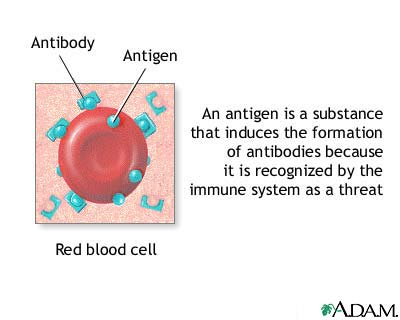 Antibody
Antigen
An antigen is a substance
that induces the formation
of antibodies because
it is recognized by the
immune system as a threat
Red blood cell
ADAM.